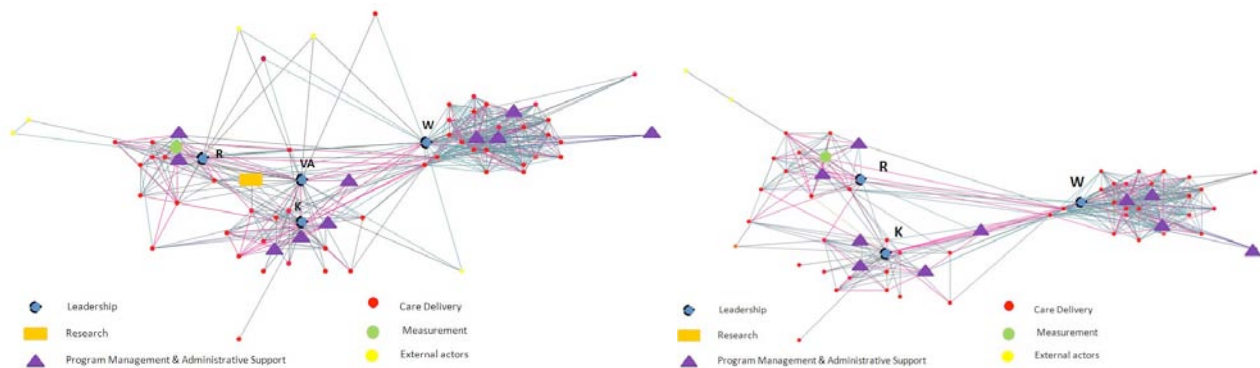 W
R
VA
K
Leadership
Care Delivery
Research
Measurement
Program Management & Administrative Support
External actors
R
W
K
Leadership
Care Delivery
Research
Measurement
Program Management & Administrative Support
External actors